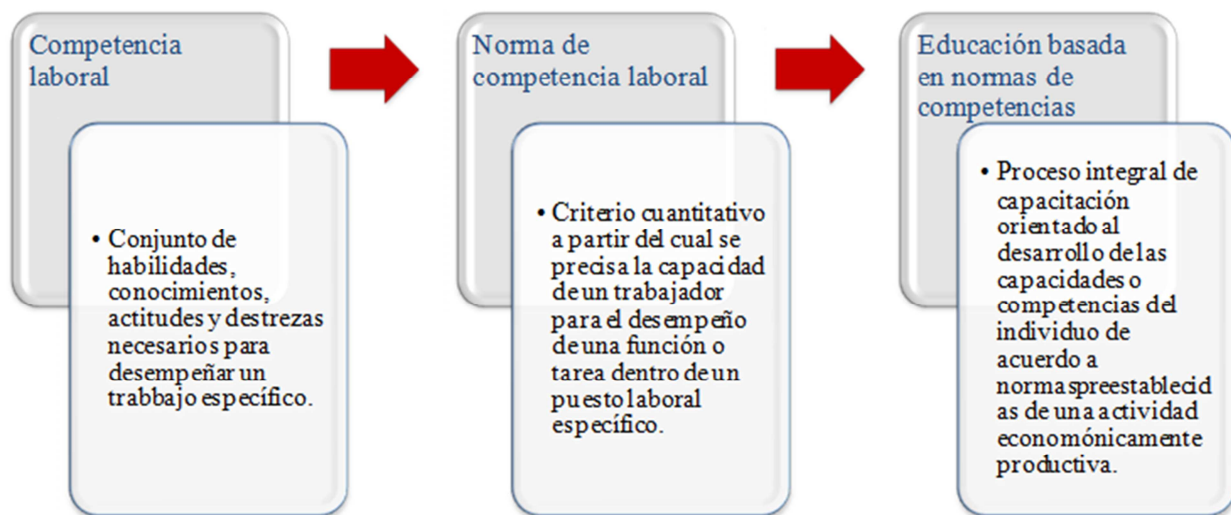 Competencia
laboral
• Conjunto de
habilidades,
conocimientos,
actitudes y destrezas
necesarios para
desempeñar un
trabbajo específico.
Norma de
competencia laboral
• Criterio cuantitativo
a partir del cual se
precisa la capacidad
de un trabajador
para el desempeño
de una función o
tarea dentro de un
puesto laboral
específico.
Educación basada
en normas de
competencias
• Proceso integral de
capacitación
orientado al
desarrollo de las
capacidades o
competencias del
individuo de
acuerdo a
normaspreestablecid
as de una actividad
economónicamente
productiva.